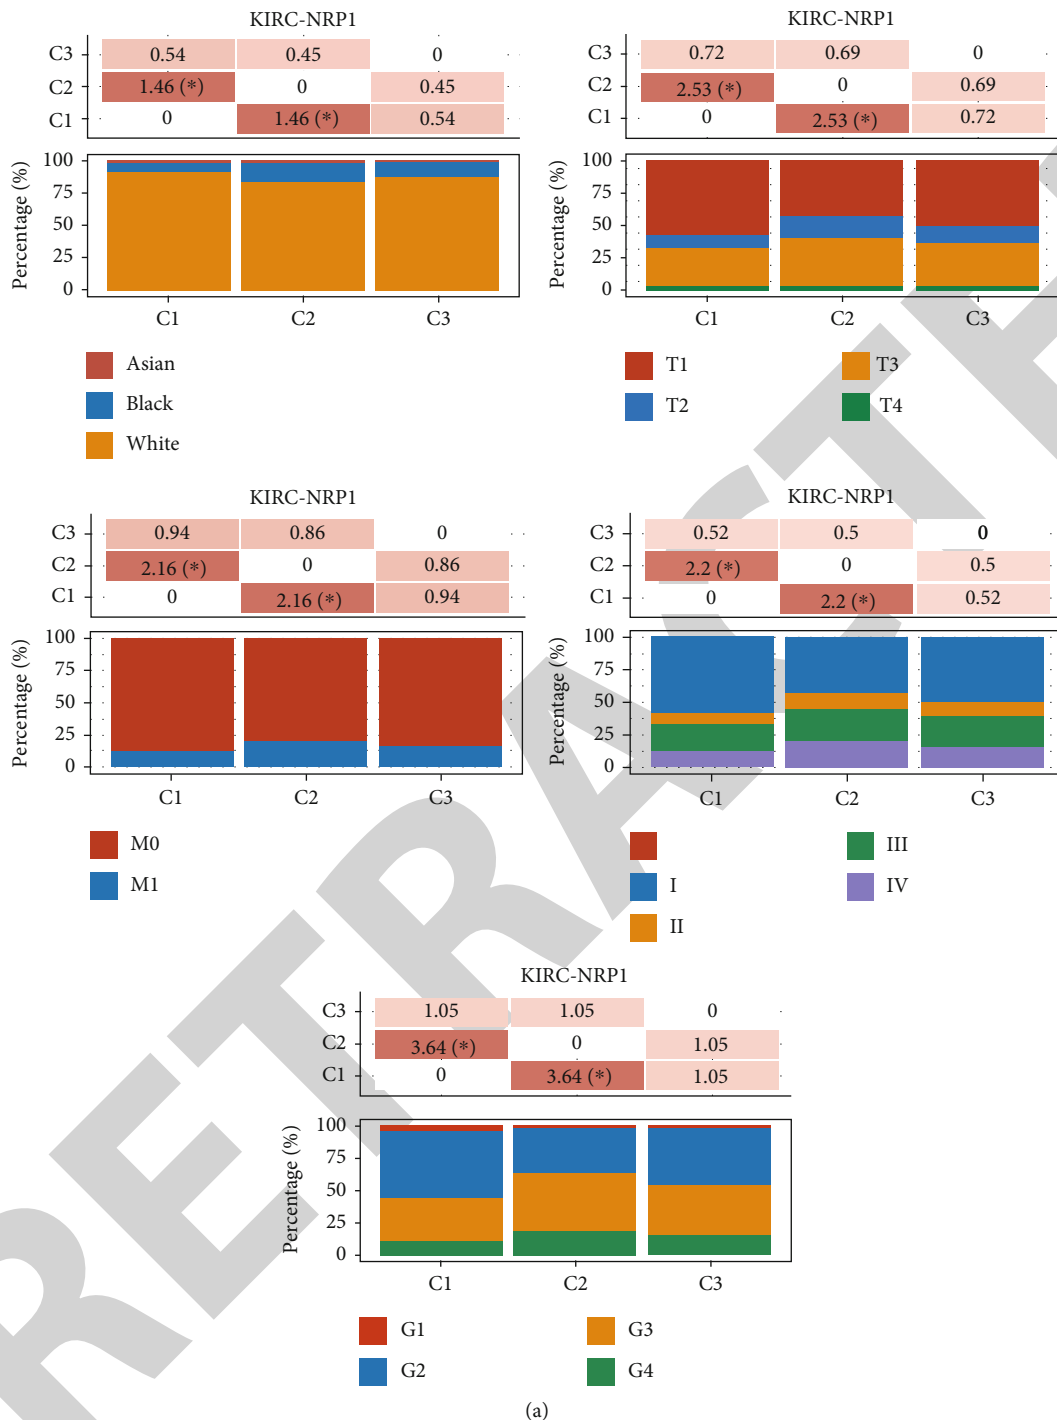 KIRC-NRP1
C3 0.54 0.45 0
C2 1.46 (*) 0 0.45
C1 0 1.46 (*) 0.54
Percentage (%)
100
75
50
25
0
C1 C2 C3
Asian
Black
White
KIRC-NRP1
C3 0.72 0.69 0
C2 2.53 (*) 0 0.69
C1 0 2.53 (*) 0.72
Percentage (%)
100
75
50
25
0
C1 C2 C3
T1 T3
T2 T4
KIRC-NRP1
C3 0.94 0.86 0
C2 2.16 (*) 0 0.86
C1 0 2.16 (*) 0.94
Percentage (%)
100
75
50
25
0
C1 C2 C3
M0
M1
KIRC-NRP1
C3 0.52 0.5 0
C2 2.2 (*) 0 0.5
C1 0 2.2 (*) 0.52
Percentage (%)
100
75
50
25
0
C1 C2 C3
III
I IV
II
KIRC-NRP1
C3 1.05 1.05 0
C2 3.64 (*) 0 1.05
C1 0 3.64 (*) 1.05
Percentage (%)
100
75
50
25
0
C1 C2 C3
G1 G3
G2 G4
(a)
RETRACTE